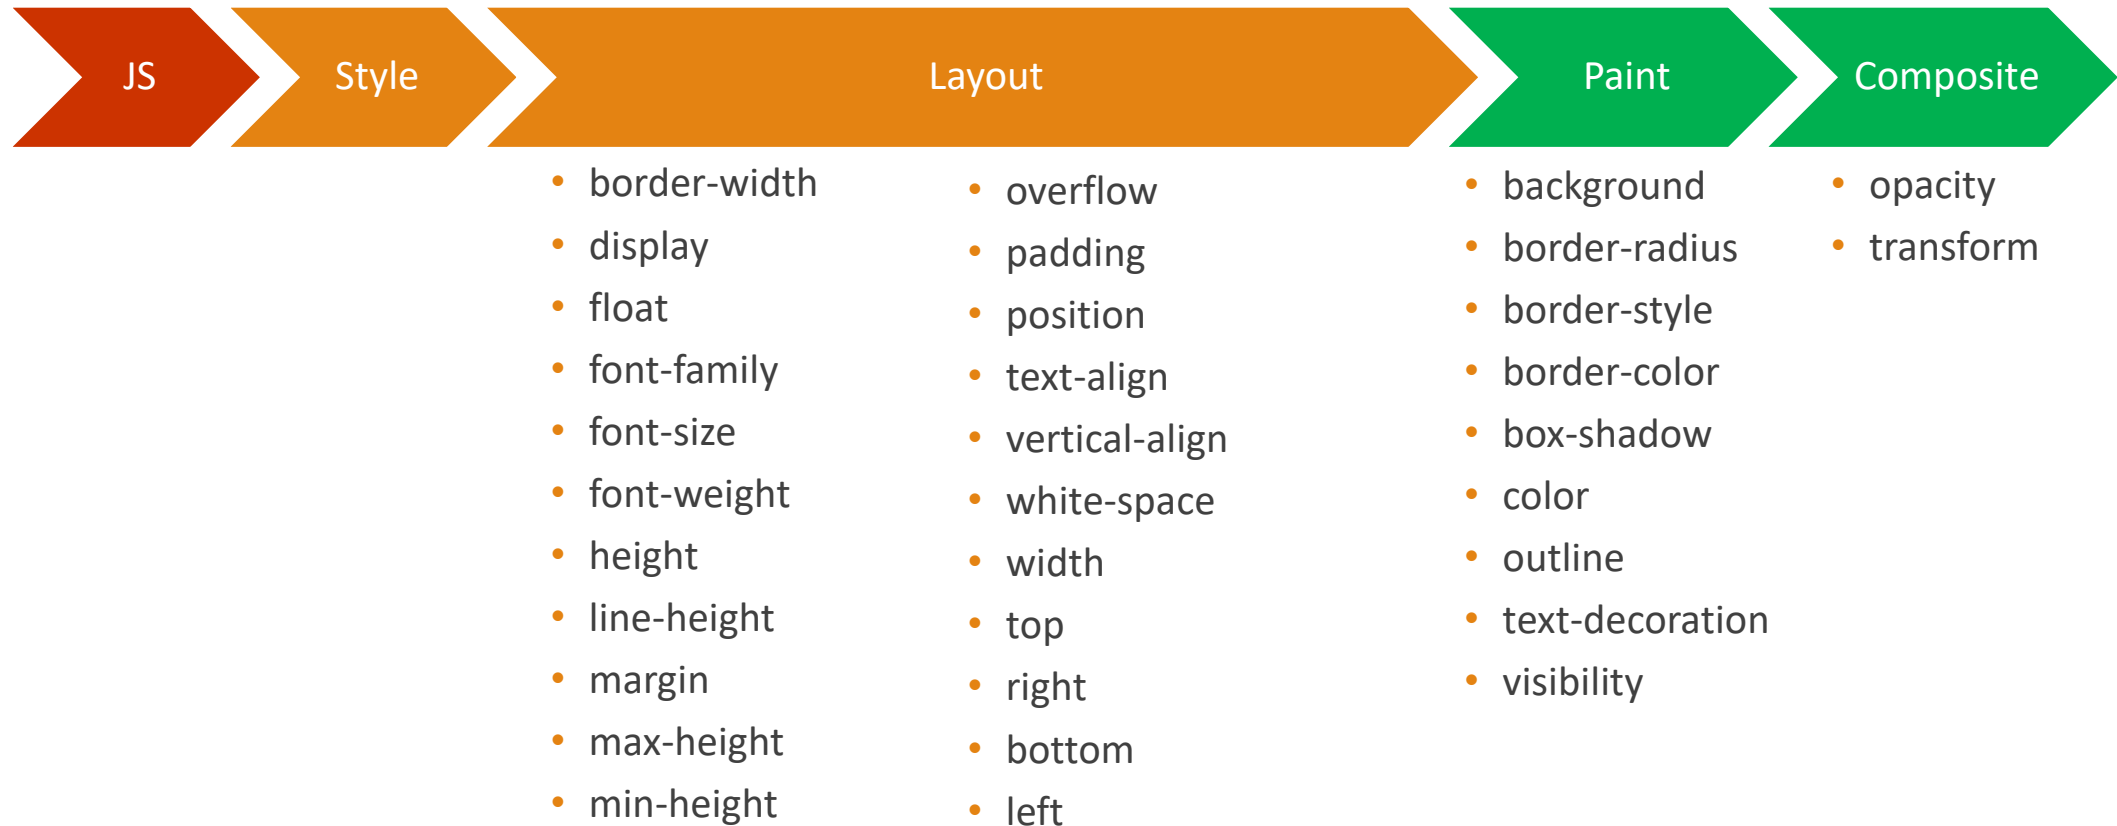 JS
Style
Layout
Paint
Composite
• border-width
• display
• float
• font-family
• font-size
• font-weight
• height
• line-height
• margin
• max-height
• min-height
• overflow
• padding
• position
• text-align
• vertical-align
• white-space
• width
• top
• right
• bottom
• left
• background
• border-radius
• border-style
• border-color
• box-shadow
• color
• outline
• text-decoration
• visibility
• opacity
• transform